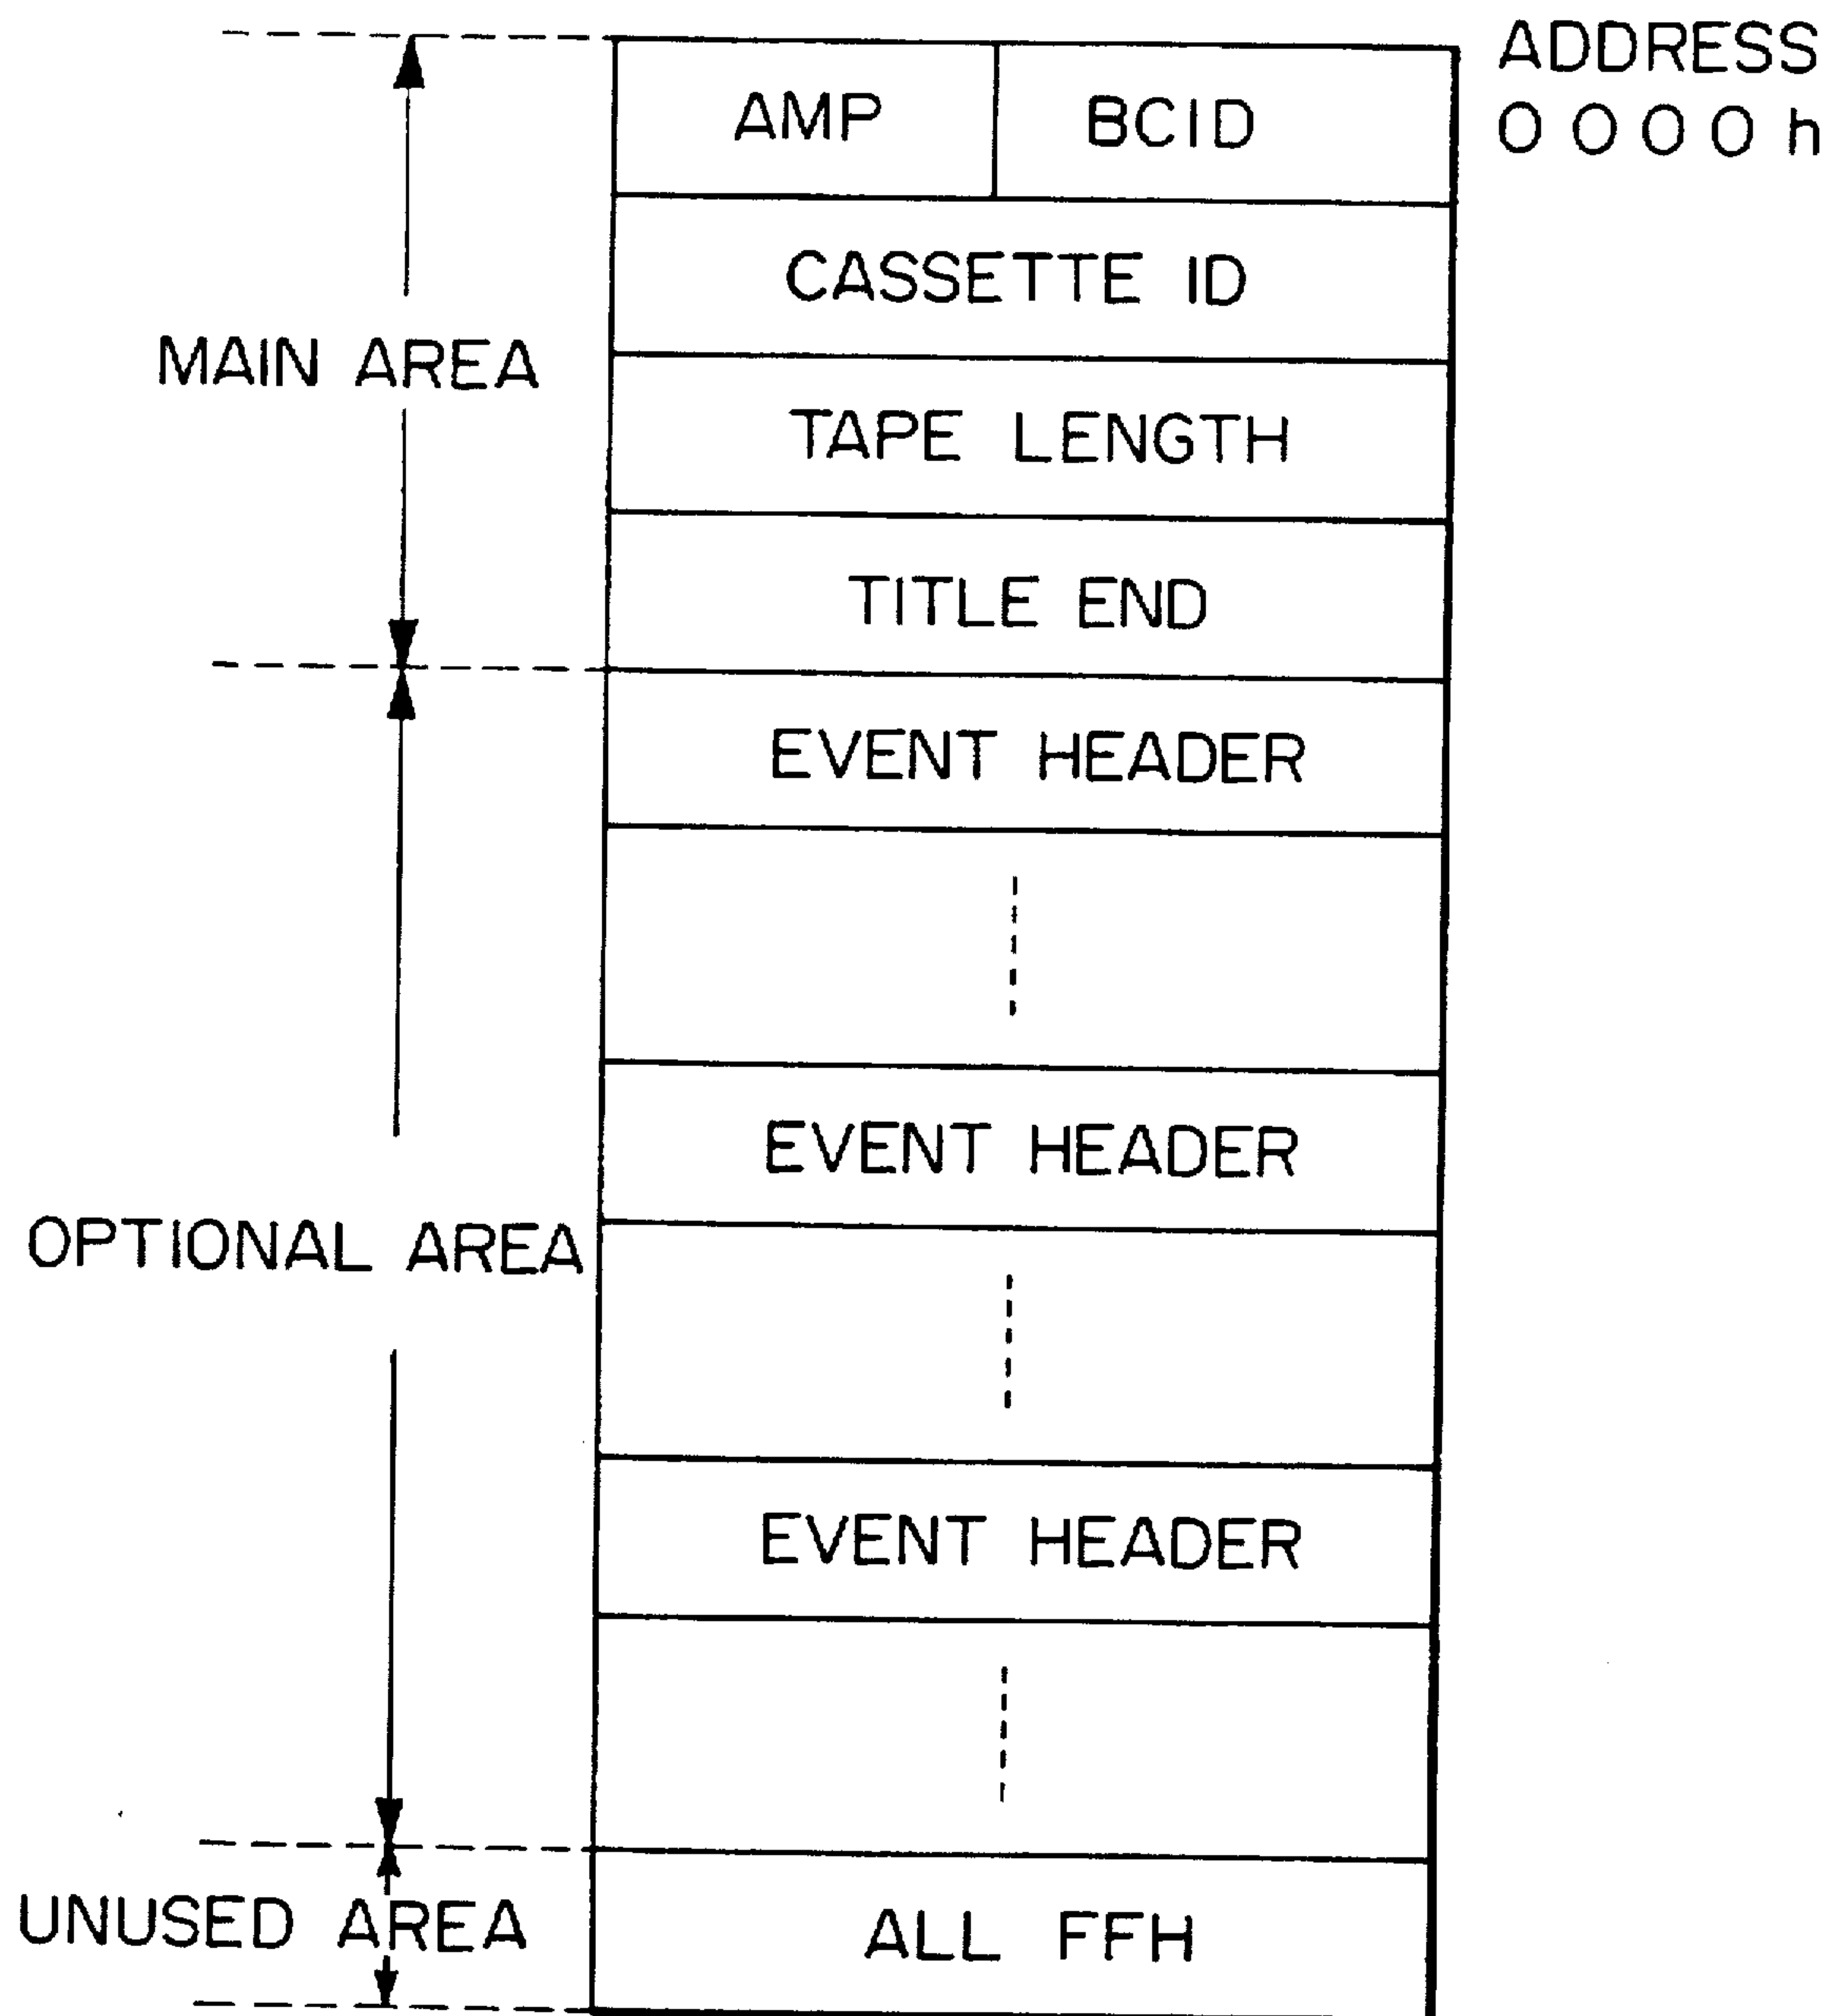 ADDRESS
0000h
AMP
BCID
CASSETTE ID
MAIN AREA
TAPE LENGTH
TITLE END
EVENT HEADER
EVENT HEADER
OPTIONAL AREA
EVENT HEADER
UNUSED AREA
ALL FFH